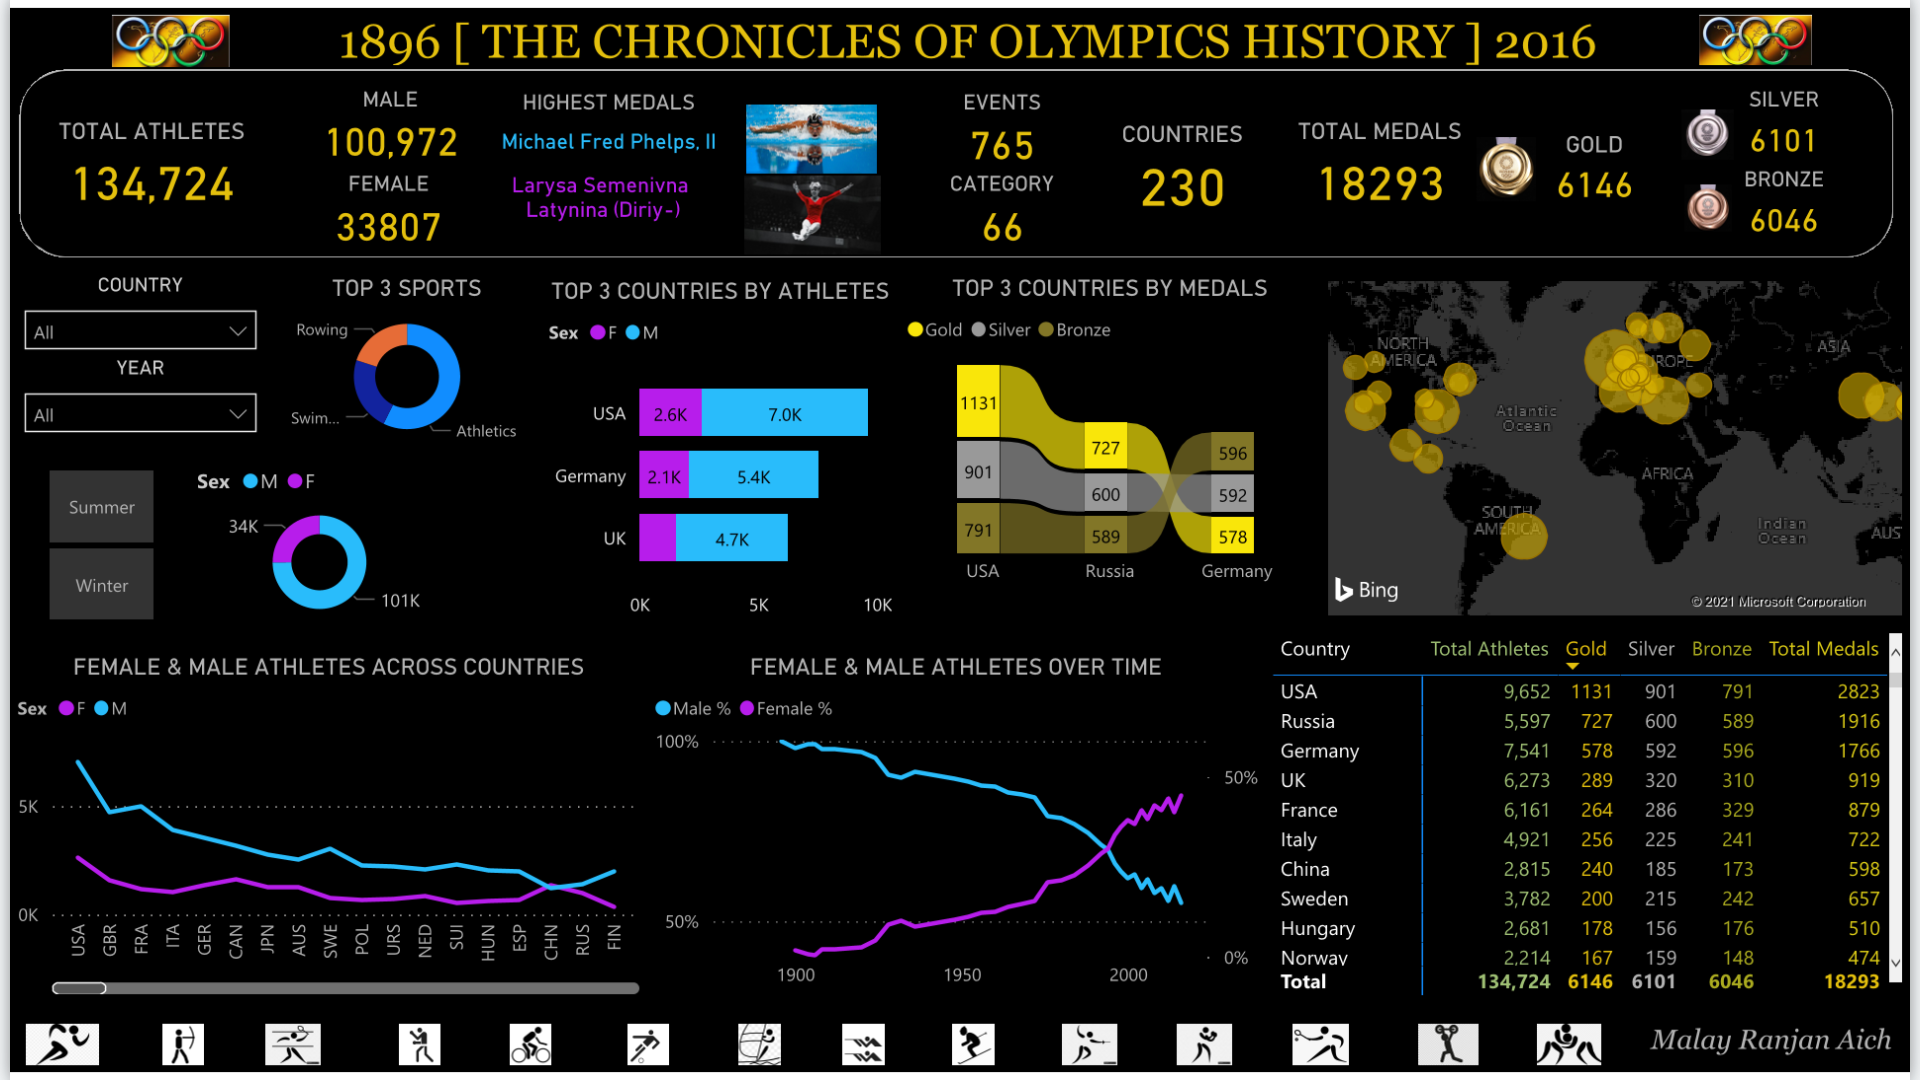 1896 [ THE CHRONICLES OF OLYMPICS HISTORY ] 2016
TOTAL ATHLETES
134,724
MALE
100,972
FEMALE
33807
HIGHEST MEDALS
Michael Fred Phelps, II
Larysa Semenivna
Latynina (Diriy-)
EVENTS
765
CATEGORY
66
COUNTRIES
230
TOTAL MEDALS
18293
GOLD
6146
SILVER
6101
BRONZE
6046
COUNTRY
All
YEAR
All
Summer
Winter
TOP 3 SPORTS
Rowing
Swim...
Athletics
Sex M F
34K
101K
TOP 3 COUNTRIES BY ATHLETES
Sex F M
USA 2.6K 7.0K
Germany 2.1K 5.4K
UK 4.7K
0K 5K 10K
TOP 3 COUNTRIES BY MEDALS
Gold Silver Bronze
1131 727 596
901 600 592
791 589 578
USA Russia Germany
NORTH
AMERICA
EUROPE
ASIA
Atlantic
Ocean
AFRICA
SOUTH
AMERICA
Indian
Ocean
AUS
Bing
© 2021 Microsoft Corporation
FEMALE & MALE ATHLETES ACROSS COUNTRIES
Sex F M
5K
0K
USA GBR FRA ITA GER CAN JPN AUS SWE POL URS NED SUI HUN ESP CHN RUS FIN
FEMALE & MALE ATHLETES OVER TIME
Male % Female %
100%
50%
50%
0%
1900 1950 2000
Country Total Athletes Gold Silver Bronze Total Medals
USA 9,652 1131 901 791 2823
Russia 5,597 727 600 589 1916
Germany 7,541 578 592 596 1766
UK 6,273 289 320 310 919
France 6,161 264 286 329 879
Italy 4,921 256 225 241 722
China 2,815 240 185 173 598
Sweden 3,782 200 215 242 657
Hungary 2,681 178 156 176 510
Norway 2,214 167 159 148 474
Total 134,724 6146 6101 6046 18293
Malay Ranjan Aich